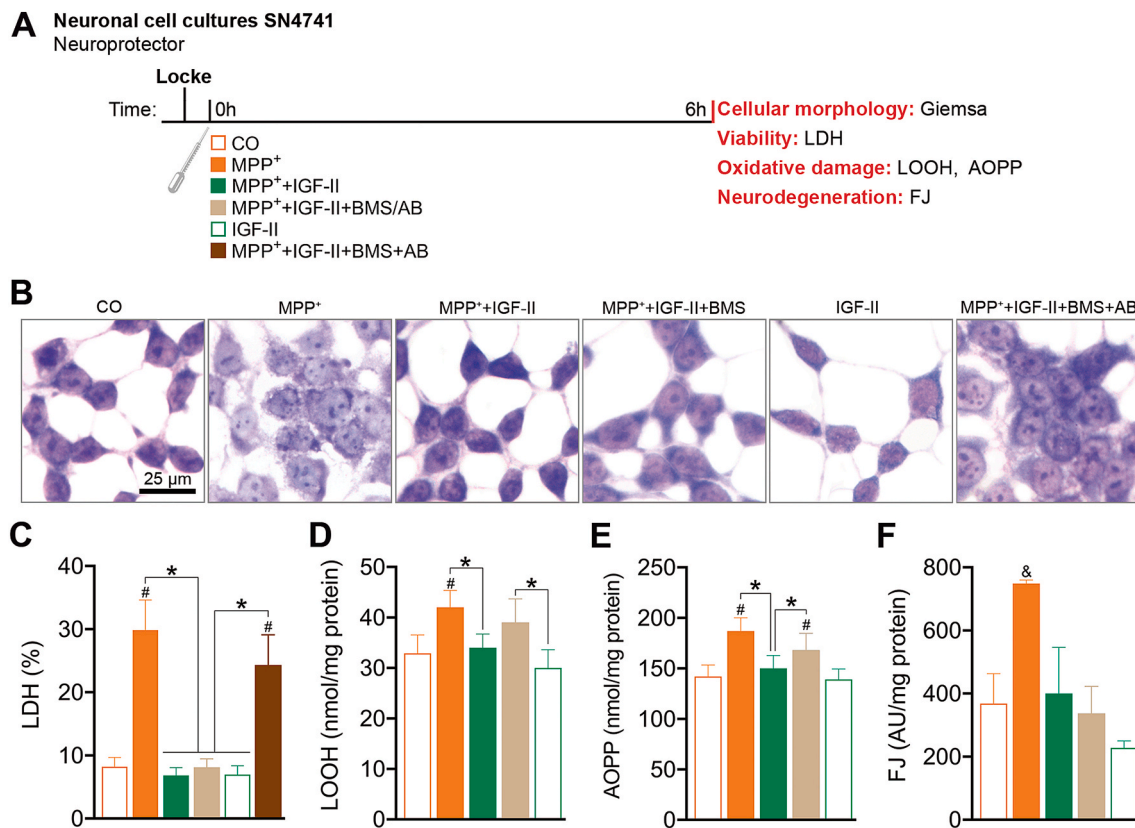 A Neuronal cell cultures SN4741
Neuroprotector
Locke
Time: 0h 6h
Cellular morphology: Giemsa
Viability: LDH
Oxidative damage: LOOH, AOPP
Neurodegeneration: FJ
CO
MPP⁺
MPP⁺+IGF-II
MPP⁺+IGF-II+BMS/AB
IGF-II
MPP⁺+IGF-II+BMS+AB
B
CO MPP⁺ MPP⁺+IGF-II MPP⁺+IGF-II+BMS IGF-II MPP⁺+IGF-II+BMS+AB
25 µm
C
LDH (%)
40
30
20
10
0
#
*
*
#
D
LOOH (nmol/mg protein)
50
40
30
20
10
0
#
*
*
E
AOPP (nmol/mg protein)
250
200
150
100
50
0
#
*
*
#
F
FJ (AU/mg protein)
800
600
400
200
0
&